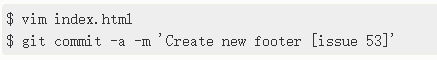 $ vim index.html
$ git commit -a -m 'Create new footer [issue 53]'